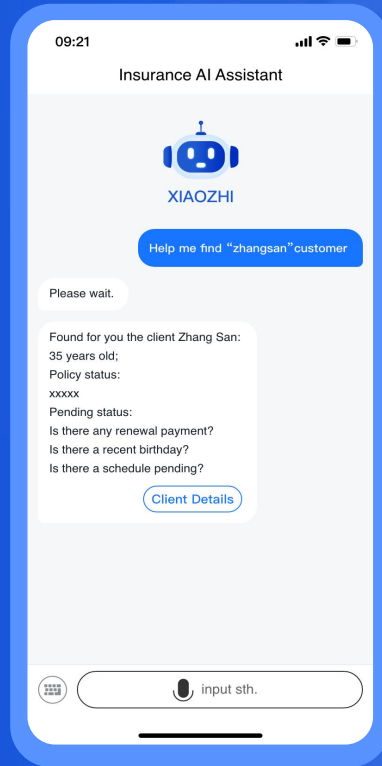 09:21
Insurance AI Assistant
XIAOZHI
Help me find “zhangsan”customer
Please wait.
Found for you the client Zhang San:
35 years old;
Policy status:
xxxxx
Pending status:
Is there any renewal payment?
Is there a recent birthday?
Is there a schedule pending?
Client Details
input sth.